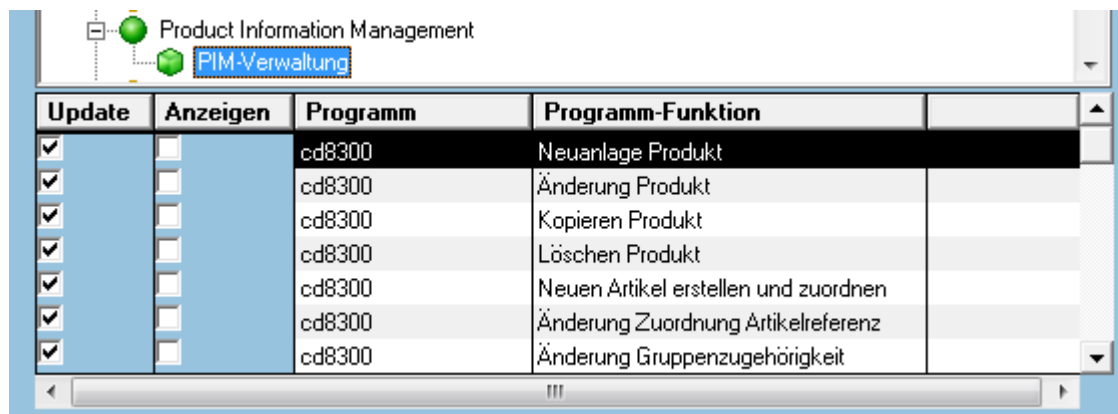 Product Information Management
PIM-Verwaltung
Update Anzeigen Programm Programm-Funktion
cd8300 Neuanlage Produkt
cd8300 Änderung Produkt
cd8300 Kopieren Produkt
cd8300 Löschen Produkt
cd8300 Neuen Artikel erstellen und zuordnen
cd8300 Änderung Zuordnung Artikelreferenz
cd8300 Änderung Gruppenzugehörigkeit